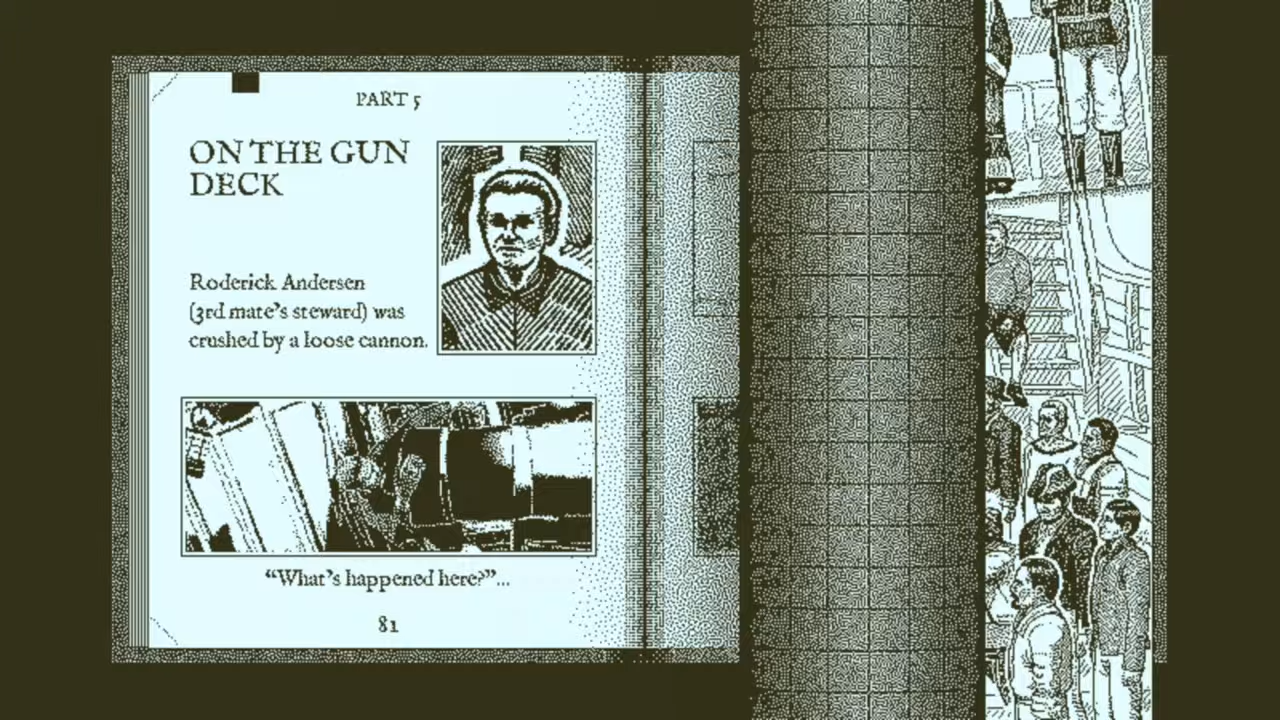 PART 5
ON THE GUN
DECK
Roderick Andersen
(3rd mate's steward) was
crushed by a loose cannon.
“What's happened here?”...
81